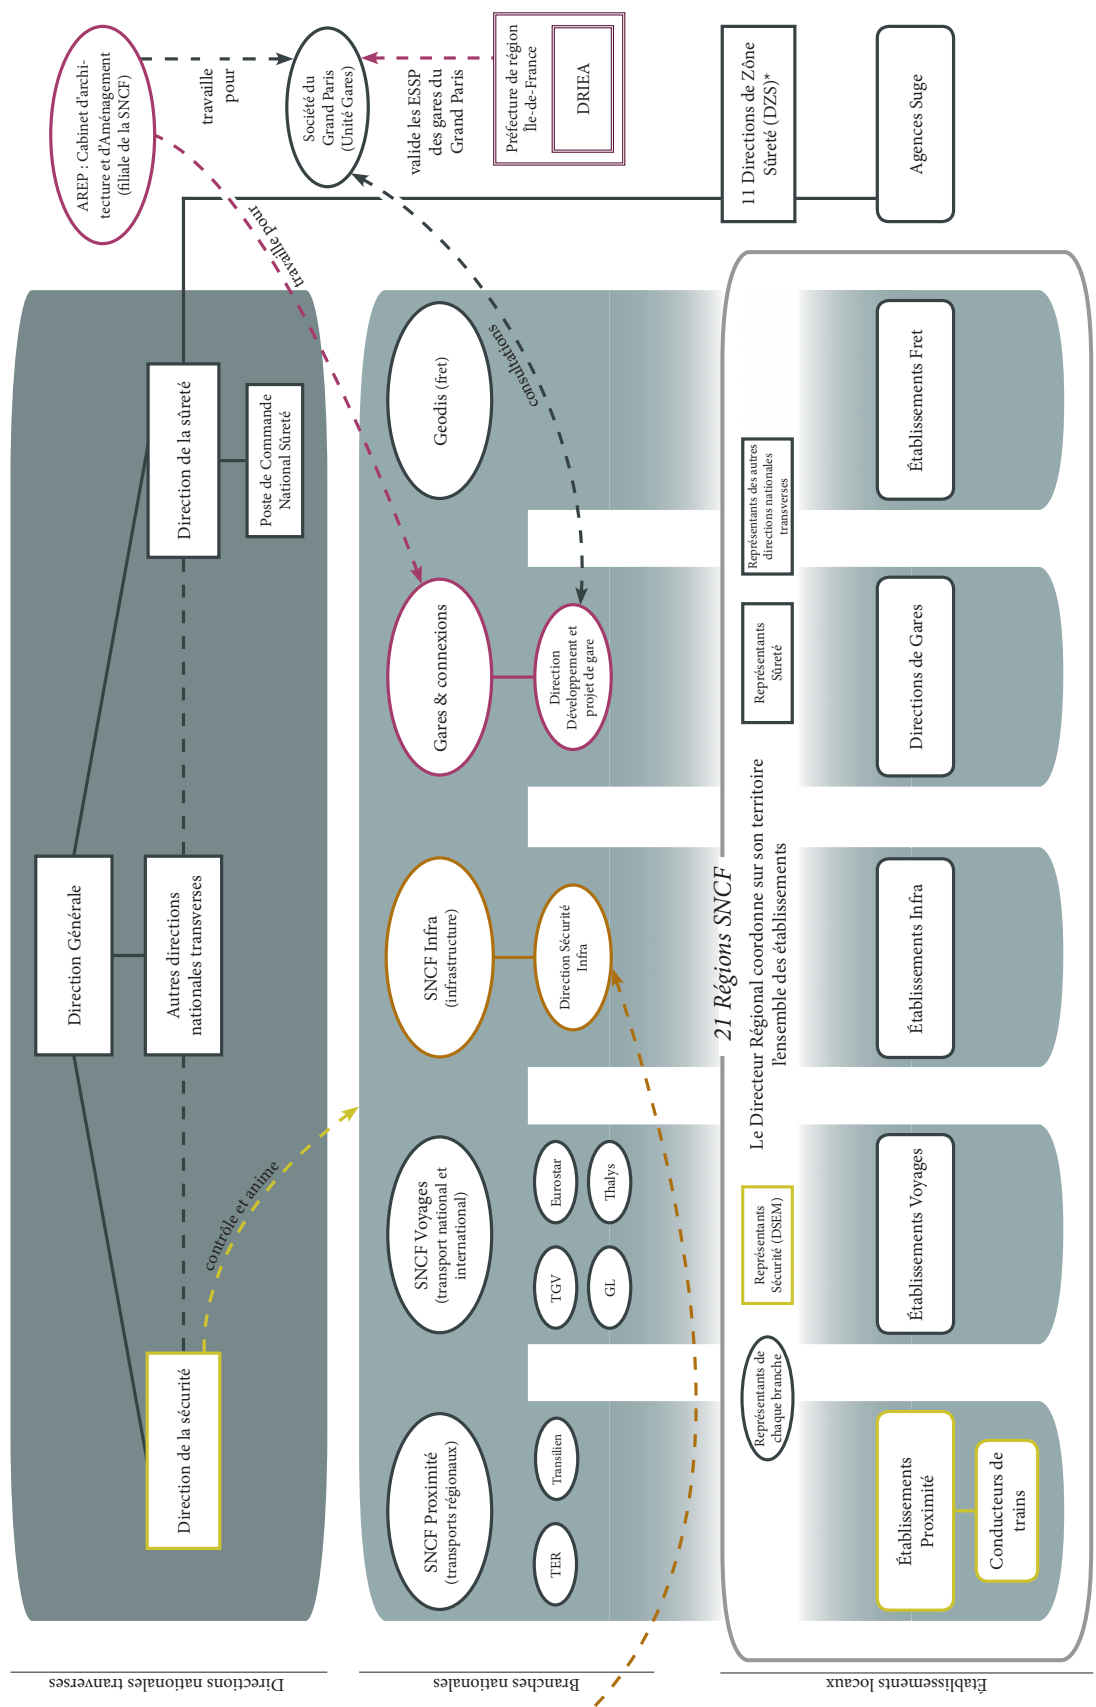 Directions nationales tranverses
Direction Générale
Direction de la sécurité
Autres directions
nationales transverses
Direction de la sûreté
Poste de Commande
National Sûreté
contrôle et anime
AREP : Cabinet d'archi-
tecture et d'Aménagement
(filiale de la SNCF)
travaille
pour
travaille pour
Société du
Grand Paris
(Unité Gares)
valide les ESSP
des gares du
Grand Paris
Préfecture de région
Île-de-France
DRIEA
consultations
Branches nationales
SNCF Proximité
(transports régionaux)
TER
Transilien
SNCF Voyages
(transport national et
international)
TGV
Eurostar
GL
Thalys
SNCF Infra
(infrastructure)
Direction Sécurité
Infra
Gares & connexions
Direction
Développement et
projet de gare
Geodis (fret)
11 Directions de Zône
Sûreté (DZS)*
Agences Suge
Établissements locaux
21 Régions SNCF
Le Directeur Régional coordonne sur son territoire
l'ensemble des établissements
Représentants de
chaque branche
Représentants
Sécurité (DSEM)
Représentants
Sûreté
Représentants des autres
directions nationales
transverses
Établissements
Proximité
Conducteurs de
trains
Établissements Voyages
Établissements Infra
Directions de Gares
Établissements Fret